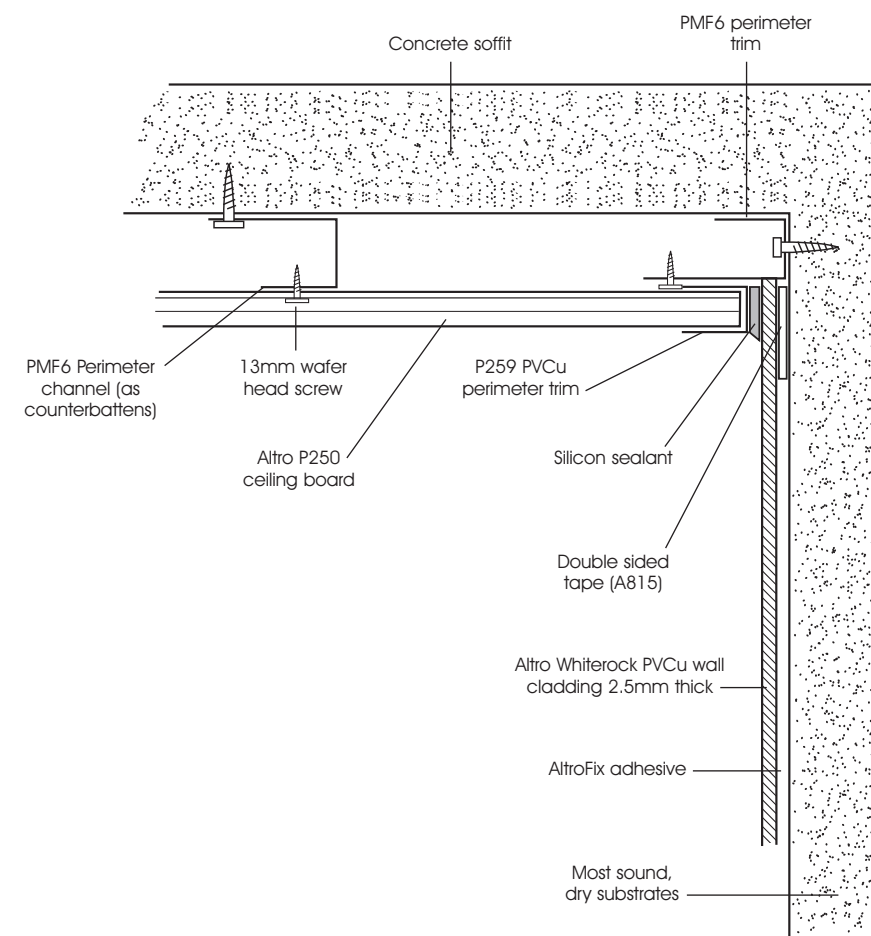 Concrete soffit
PMF6 perimeter
trim
PMF6 Perimeter
channel (as
counterbattens)
13mm wafer
head screw
P259 PVCu
perimeter trim
Altro P250
ceiling board
Silicon sealant
Double sided
tape (A815)
Altro Whiterock PVCu wall
cladding 2.5mm thick
AltroFix adhesive
Most sound,
dry substrates